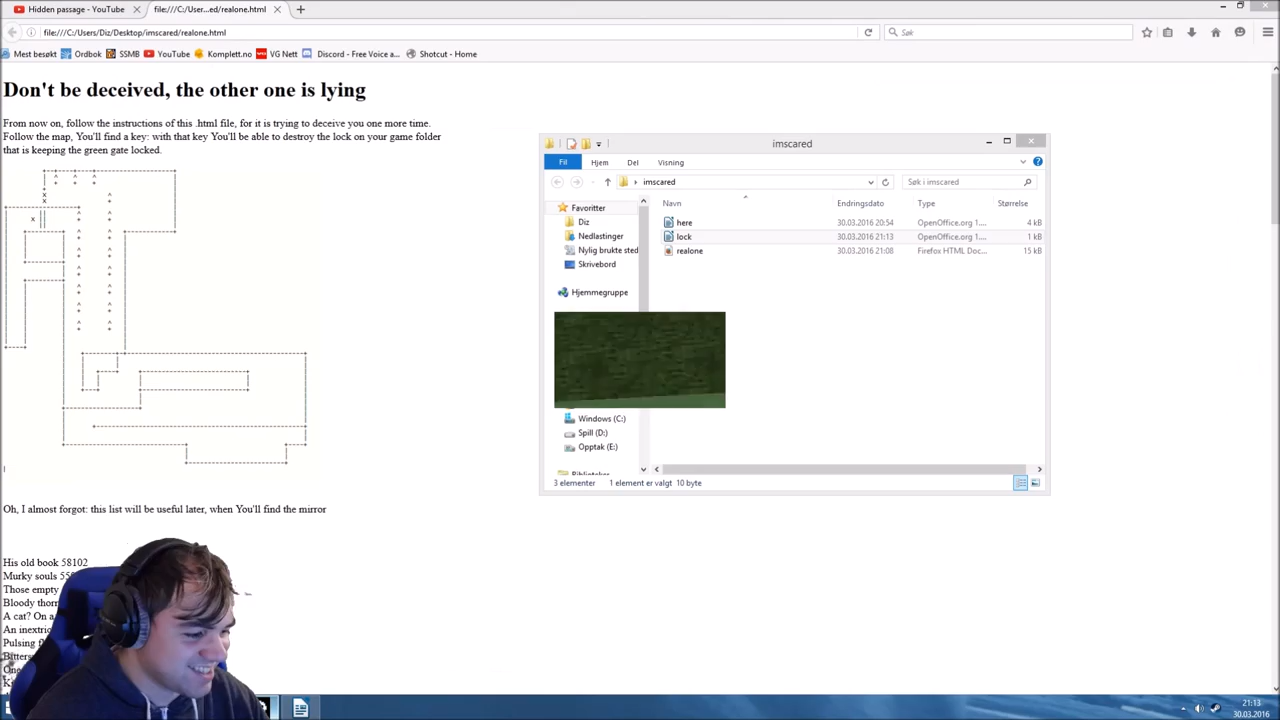 Hidden passage - YouTube
file:///C:/User...ed/realone.html
file:///C:/Users/Diz/Desktop/imscared/realone.html
Søk
Mest besøkt
Ordbok
SSMB
YouTube
Komplett.no
VG Nett
Discord - Free Voice a...
Shotcut - Home
Don't be deceived, the other one is lying
From now on, follow the instructions of this .html file, for it is trying to deceive you one more time.
Follow the map, You'll find a key: with that key You'll be able to destroy the lock on your game folder
that is keeping the green gate locked.
Oh, I almost forgot: this list will be useful later, when You'll find the mirror
His old book 58102
Murky souls
Those empty
Bloody
A cat? On a
An
Pulsing
imscared
Fil
Hjem
Del
Visning
imscared
Søk i imscared
Favoritter
Diz
Nedlastinger
Nylig brukte sted
Skrivebord
Hjemmegruppe
Windows (C:)
Spill (D:)
Opptak (E:)
Navn
Endringsdato
Type
Størrelse
here
30.03.2016 20:54
OpenOffice.org 1....
4 kB
lock
30.03.2016 21:13
OpenOffice.org 1....
1 kB
realone
30.03.2016 21:08
Firefox HTML Doc...
15 kB
3 elementer
1 element er valgt 10 byte
21:13
30.03.2016